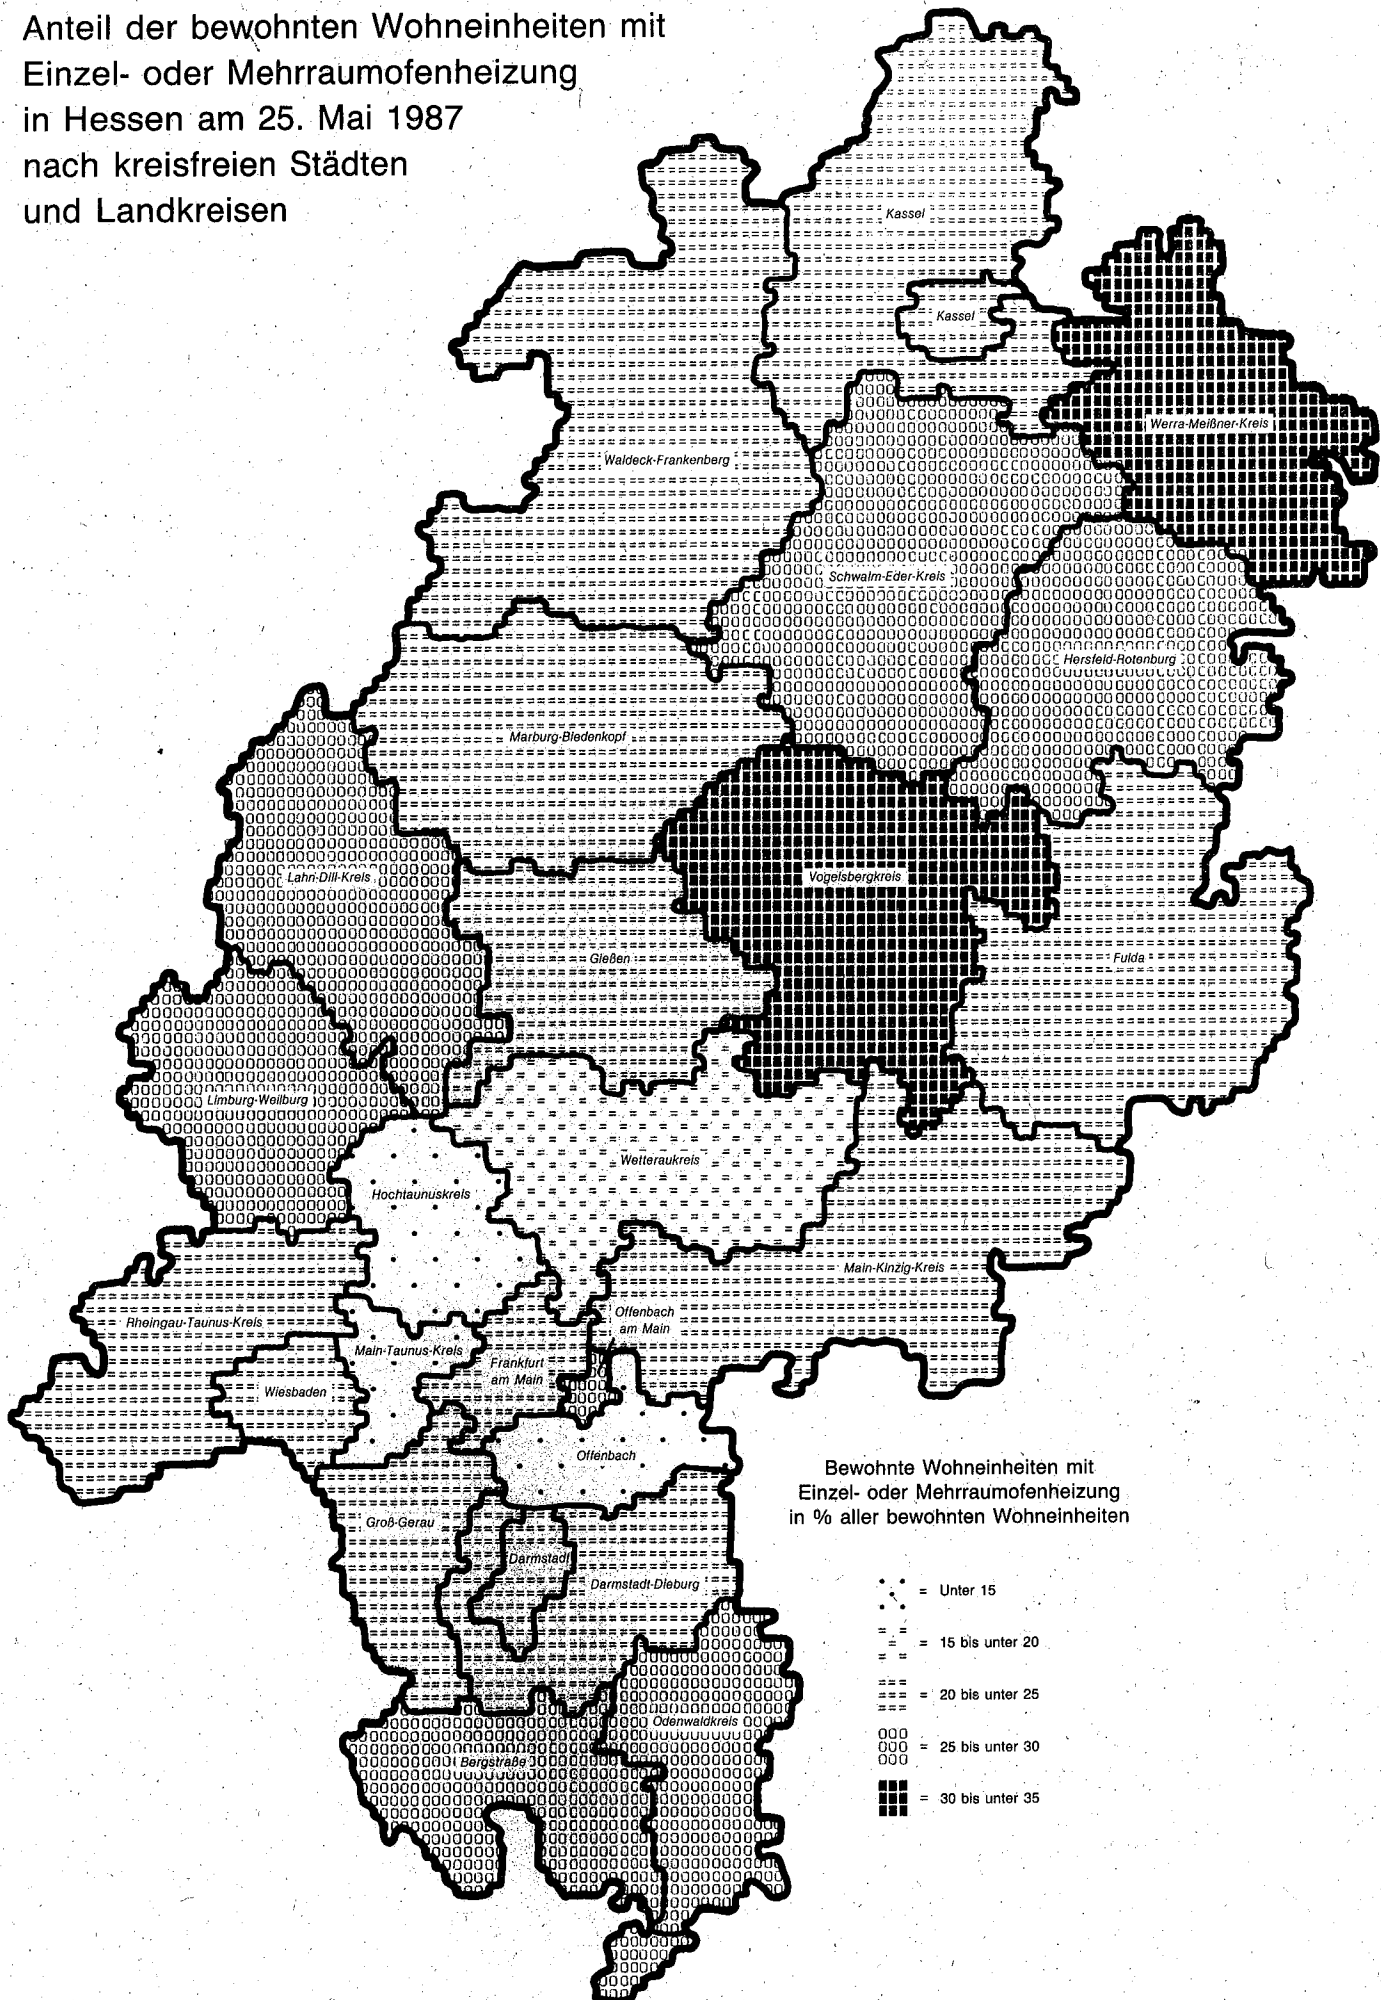 Anteil der bewohnten Wohneinheiten mit
Einzel- oder Mehrraumofenheizung
in Hessen am 25. Mai 1987
nach kreisfreien Städten
und Landkreisen
Kassel
Kassel
Werra-Meißner-Kreis
Waldeck-Frankenberg
Schwalm-Eder-Kreis
Hersfeld-Rotenburg
Marburg-Biedenkopf
Lahn-Dill-Kreis
Vogelsbergkreis
Gießen
Fulda
Limburg-Weilburg
Wetteraukreis
Hochtaunuskreis
Main-Kinzig-Kreis
Rheingau-Taunus-Kreis
Offenbach
am Main
Main-Taunus-Kreis
Frankfurt
am Main
Wiesbaden
Offenbach
Groß-Gerau
Darmstadt
Darmstadt-Dieburg
Odenwaldkreis
Bergstraße
Bewohnte Wohneinheiten mit
Einzel- oder Mehrraumofenheizung
in % aller bewohnten Wohneinheiten
= Unter 15
= 15 bis unter 20
= 20 bis unter 25
= 25 bis unter 30
= 30 bis unter 35